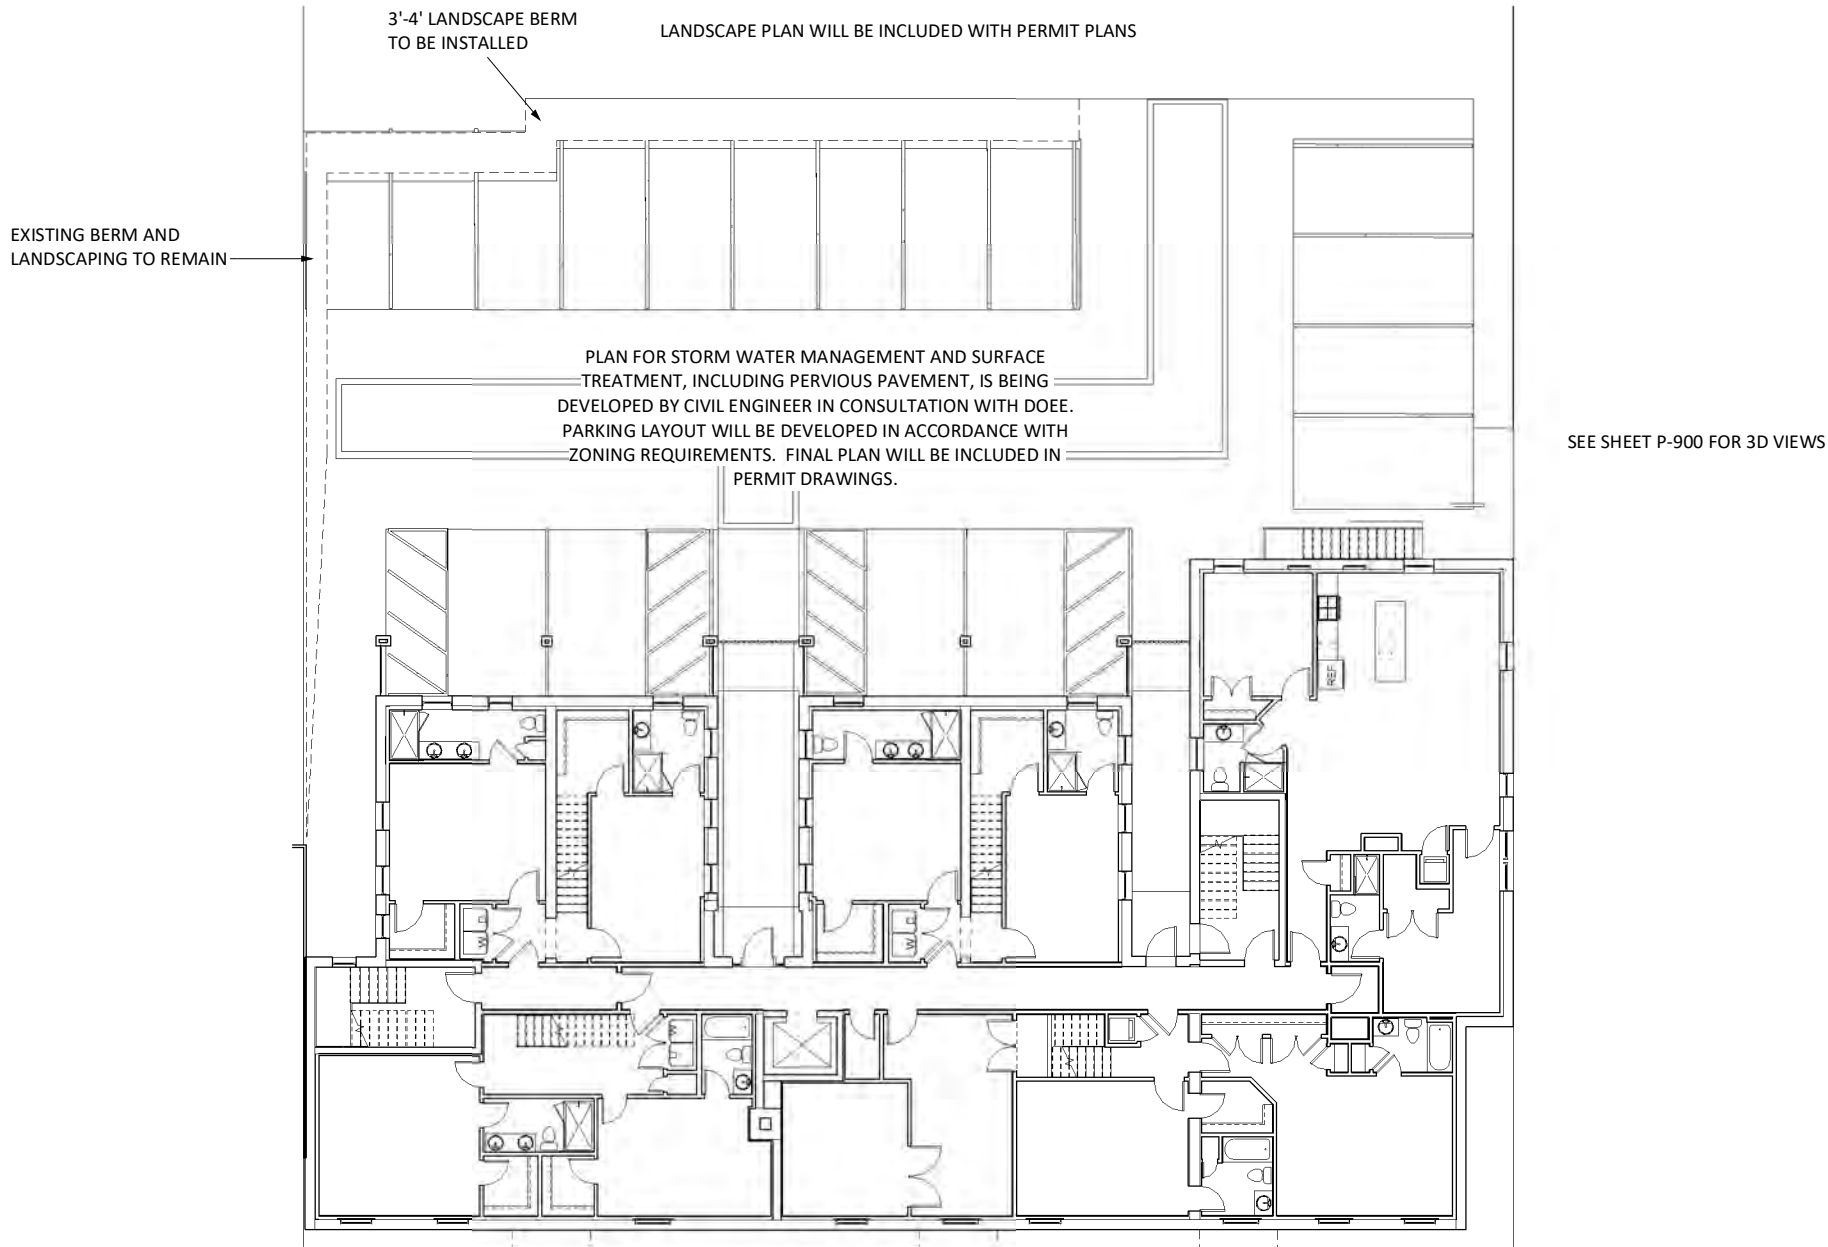 3'-4' LANDSCAPE BERM
TO BE INSTALLED
LANDSCAPE PLAN WILL BE INCLUDED WITH PERMIT PLANS
EXISTING BERM AND
LANDSCAPING TO REMAIN
PLAN FOR STORM WATER MANAGEMENT AND SURFACE
TREATMENT, INCLUDING PERVIOUS PAVEMENT, IS BEING
DEVELOPED BY CIVIL ENGINEER IN CONSULTATION WITH DOEE.
PARKING LAYOUT WILL BE DEVELOPED IN ACCORDANCE WITH
ZONING REQUIREMENTS. FINAL PLAN WILL BE INCLUDED IN
PERMIT DRAWINGS.
SEE SHEET P-900 FOR 3D VIEWS
REF
W
W
W